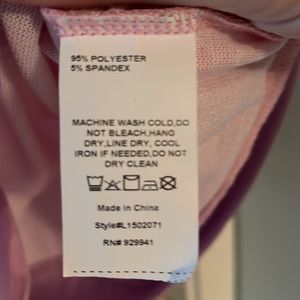 95% POLYESTER
5% SPANDEX
MACHINE WASH COLD,DO
NOT BLEACH,HANG
DRY,LINE DRY, COOL
IRON IF NEEDED,DO NOT
DRY CLEAN
Made in China
Style#L1502071
RN# 929941